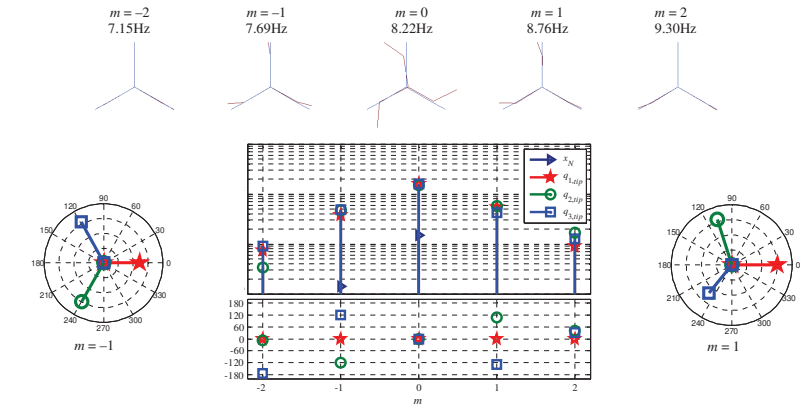 m = –2
7.15Hz
m = –1
7.69Hz
m = 0
8.22Hz
m = 1
8.76Hz
m = 2
9.30Hz
x_N
q_1,tip
q_2,tip
q_3,tip
90
60
30
0
330
300
270
240
210
180
150
120
m = –1
180
120
60
0
-60
-120
-180
-2
-1
0
1
2
m
90
60
30
0
330
300
270
240
210
180
150
120
m = 1